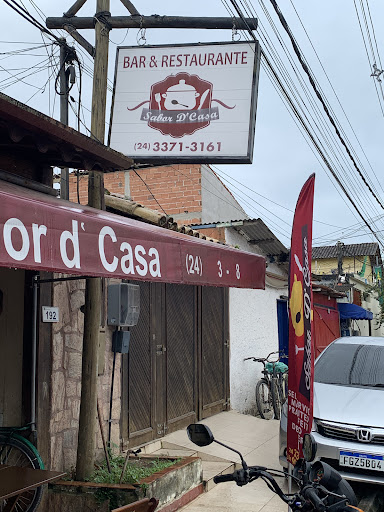 BAR & RESTAURANTE
Sabor D'Casa
(24) 3371-3161
or d' Casa (24) 3 - 8
192
FGZ5B04